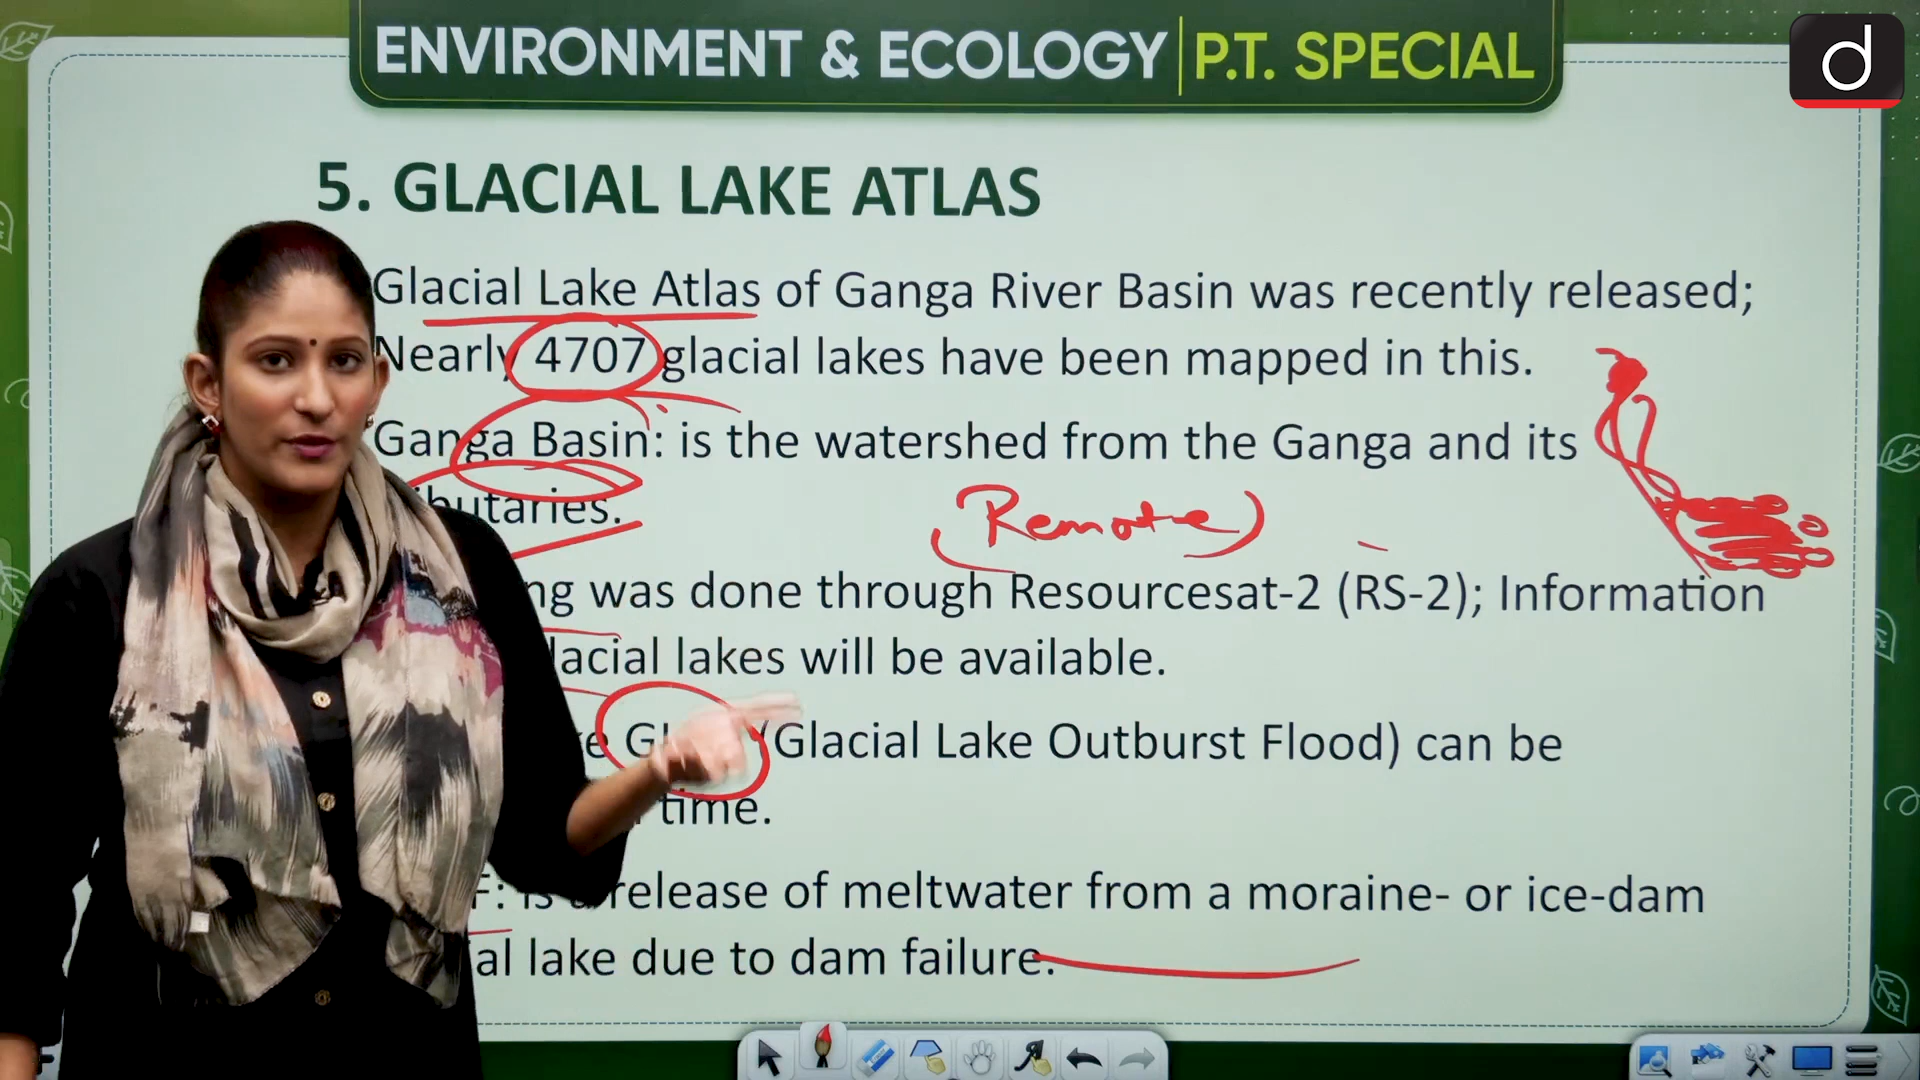 ENVIRONMENT & ECOLOGY | P.T. SPECIAL
d
5. GLACIAL LAKE ATLAS
Glacial Lake Atlas of Ganga River Basin was recently released;
Nearly 4707 glacial lakes have been mapped in this.
Ganga Basin: is the watershed from the Ganga and its
butaries.
(Remote)
ng was done through Resourcesat-2 (RS-2); Information
lacial lakes will be available.
(Glacial Lake Outburst Flood) can be
time.
F: is a release of meltwater from a moraine- or ice-dam
al lake due to dam failure.